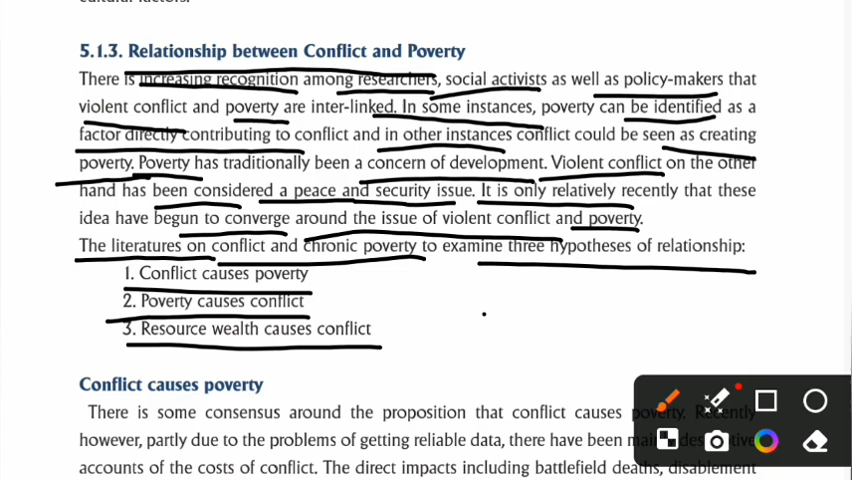 cultural factors.
5.1.3. Relationship between Conflict and Poverty
There is increasing recognition among researchers, social activists as well as policy-makers that
violent conflict and poverty are inter-linked. In some instances, poverty can be identified as a
factor directly contributing to conflict and in other instances conflict could be seen as creating
poverty. Poverty has traditionally been a concern of development. Violent conflict on the other
hand has been considered a peace and security issue. It is only relatively recently that these
idea have begun to converge around the issue of violent conflict and poverty.
The literatures on conflict and chronic poverty to examine three hypotheses of relationship:
1. Conflict causes poverty
2. Poverty causes conflict
3. Resource wealth causes conflict
Conflict causes poverty
There is some consensus around the proposition that conflict causes poverty. Recently
however, partly due to the problems of getting reliable data, there have been
accounts of the costs of conflict. The direct impacts including battlefield deaths, disablement